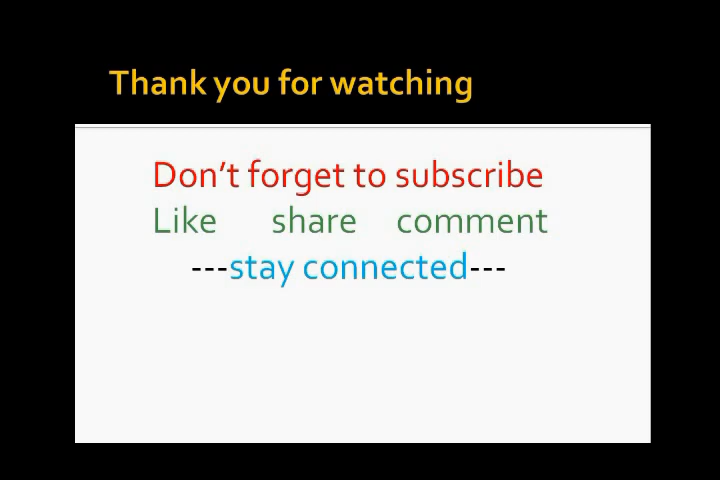 Thank you for watching
Don't forget to subscribe
Like share comment
---stay connected---